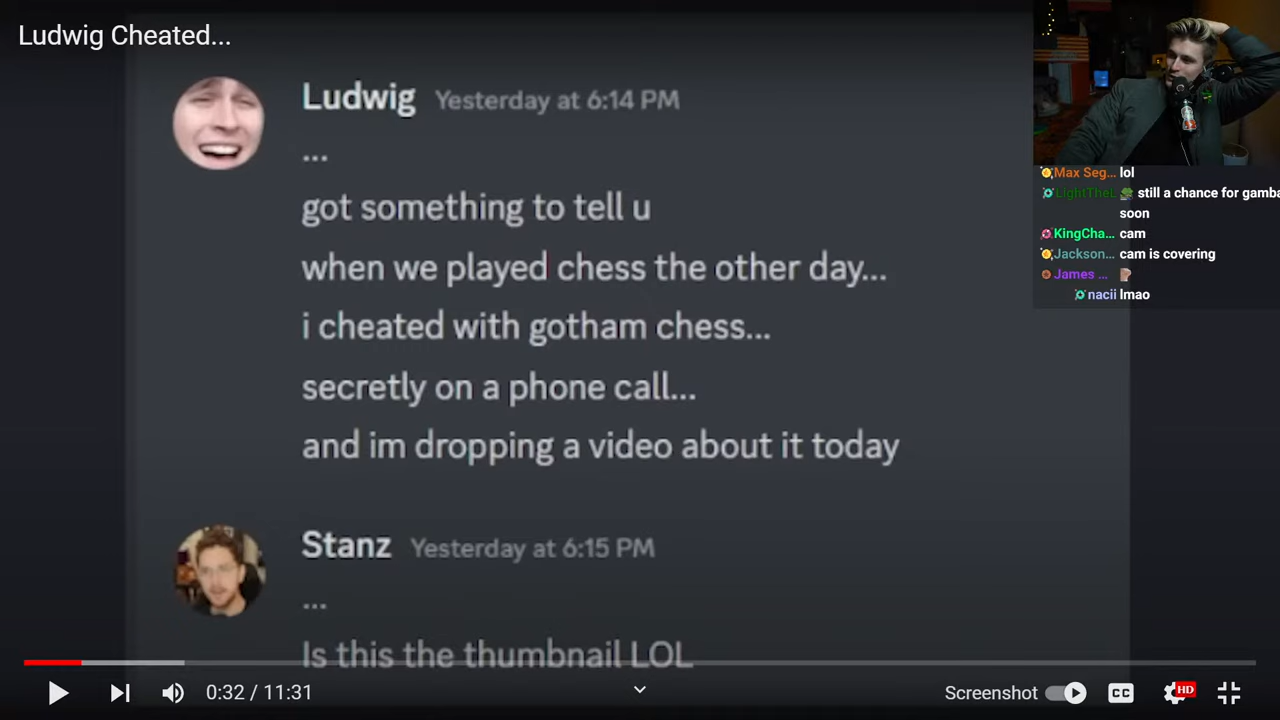 Ludwig Cheated...
Ludwig Yesterday at 6:14 PM
...
got something to tell u
when we played chess the other day...
i cheated with gotham chess...
secretly on a phone call...
and im dropping a video about it today
Stanz Yesterday at 6:15 PM
...
Is this the thumbnail LOL
Max Seg... lol
LightTheL still a chance for gamba
soon
KingCha... cam
Jackson... cam is covering
James ...
nacii lmao
0:32 / 11:31
Screenshot
CC
HD